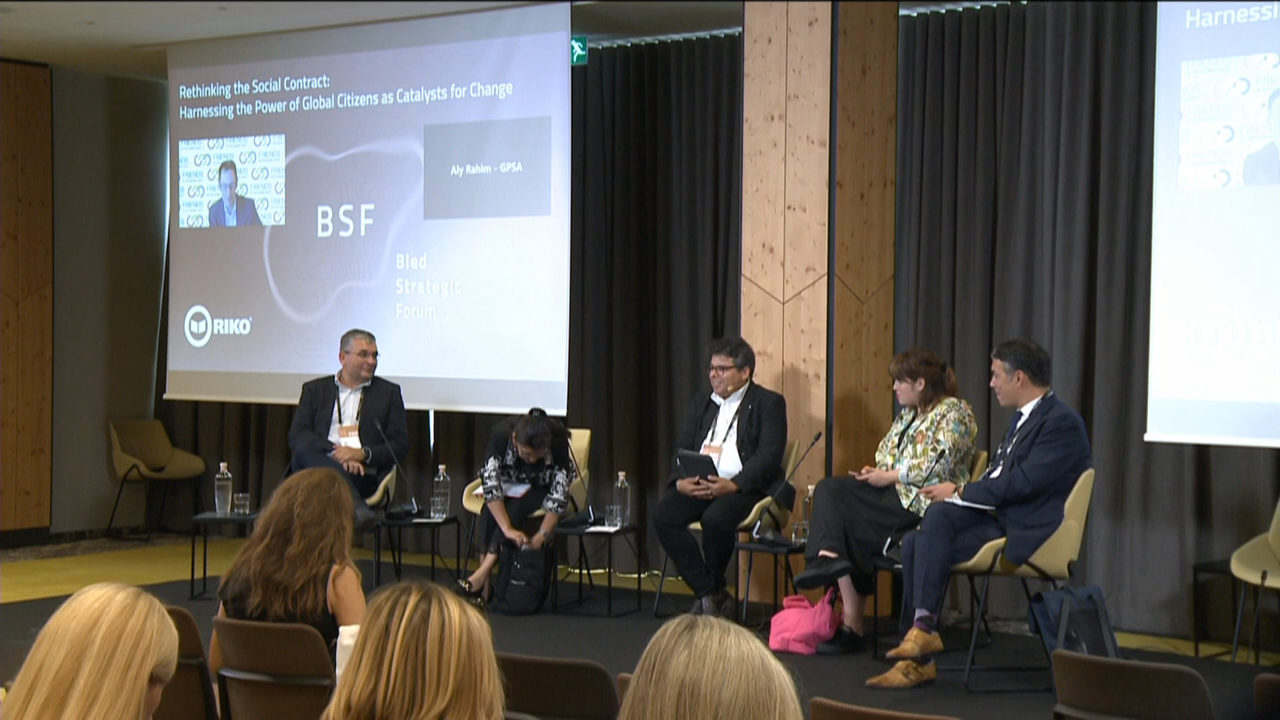 Rethinking the Social Contract:
Harnessing the Power of Global Citizens as Catalysts for Change
FRIENDS
Aly Rahim - GPSA
BSF
Bled
Strategic
Forum
RIKO
Harnessi